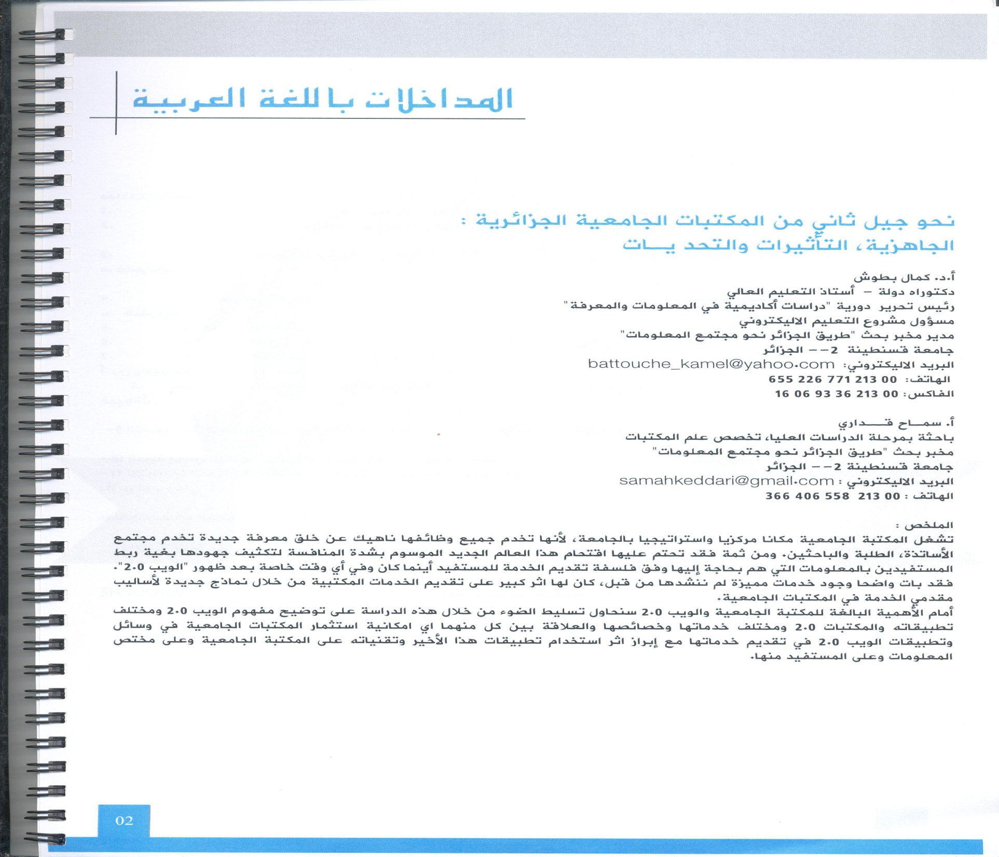 المداخلات باللغة العربية
نحو جيل ثاني من المكتبات الجامعية الجزائرية :
الجاهزية، التأثيرات والتحد يـــات
أ.د. كمال بطوش
دكتوراه دولة – أستاذ التعليم العالي
رئيس تحرير دورية "دراسات أكاديمية في المعلومات والمعرفة"
مسؤول مشروع التعليم الاليكتروني
مدير مخبر بحث "طريق الجزائر نحو مجتمع المعلومات"
جامعة قسنطينة 2-- الجزائر
البريد الاليكتروني: battouche_kamel@yahoo.com
الهاتف: 00 213 771 226 655
الفاكس: 00 213 36 93 06 16
أ. سمـــاح قــــداري
باحثة بمرحلة الدراسات العليا، تخصص علم المكتبات
مخبر بحث "طريق الجزائر نحو مجتمع المعلومات"
جامعة قسنطينة 2-- الجزائر
البريد الاليكتروني : samahkeddari@gmail.com
الهاتف : 00 213 558 406 366
الملخص :
تشغل المكتبة الجامعية مكانا مركزيا واستراتيجيا بالجامعة، لأنها تخدم جميع وظائفها ناهيك عن خلق معرفة جديدة تخدم مجتمع
الأساتذة، الطلبة والباحثين. ومن ثمة فقد تحتم عليها اقتحام هذا العالم الجديد الموسوم بشدة المنافسة لتكثيف جهودها بغية ربط
المستفيدين بالمعلومات التي هم بحاجة إليها وفق فلسفة تقديم الخدمة للمستفيد أينما كان وفي أي وقت خاصة بعد ظهور "الويب 2.0".
فقد بات واضحا وجود خدمات مميزة لم ننشدها من قبل، كان لها اثر كبير على تقديم الخدمات المكتبية من خلال نماذج جديدة لأساليب
مقدمي الخدمة في المكتبات الجامعية.
أمام الأهمية البالغة للمكتبة الجامعية والويب 2.0 سنحاول تسليط الضوء من خلال هذه الدراسة على توضيح مفهوم الويب 2.0 ومختلف
تطبيقاته والمكتبات 2.0 ومختلف خدماتها وخصائصها والعلاقة بين كل منهما اي امكانية استثمار المكتبات الجامعية في وسائل
وتطبيقات الويب 2.0 في تقديم خدماتها مع إبراز اثر استخدام تطبيقات هذا الأخير وتقنياته على المكتبة الجامعية وعلى مختص
المعلومات وعلى المستفيد منها.
02